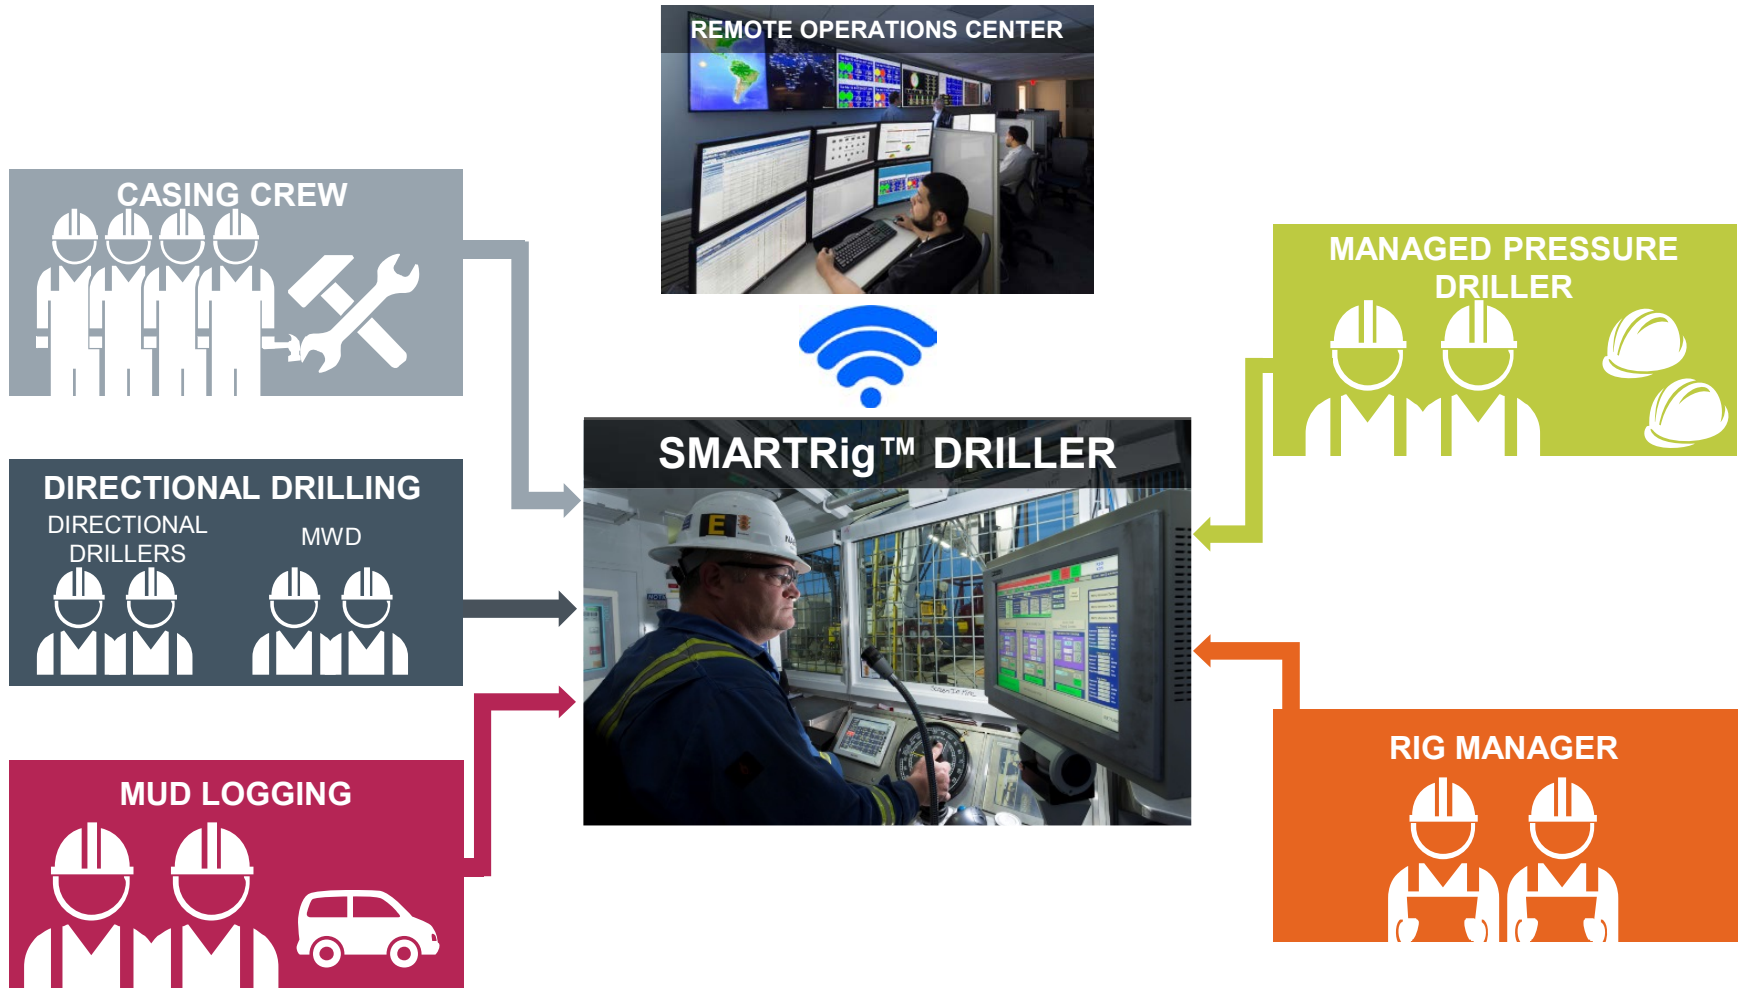 REMOTE OPERATIONS CENTER
CASING CREW
MANAGED PRESSURE
DRILLER
SMARTRig™ DRILLER
E
DIRECTIONAL DRILLING
DIRECTIONAL
DRILLERS
MWD
MUD LOGGING
RIG MANAGER